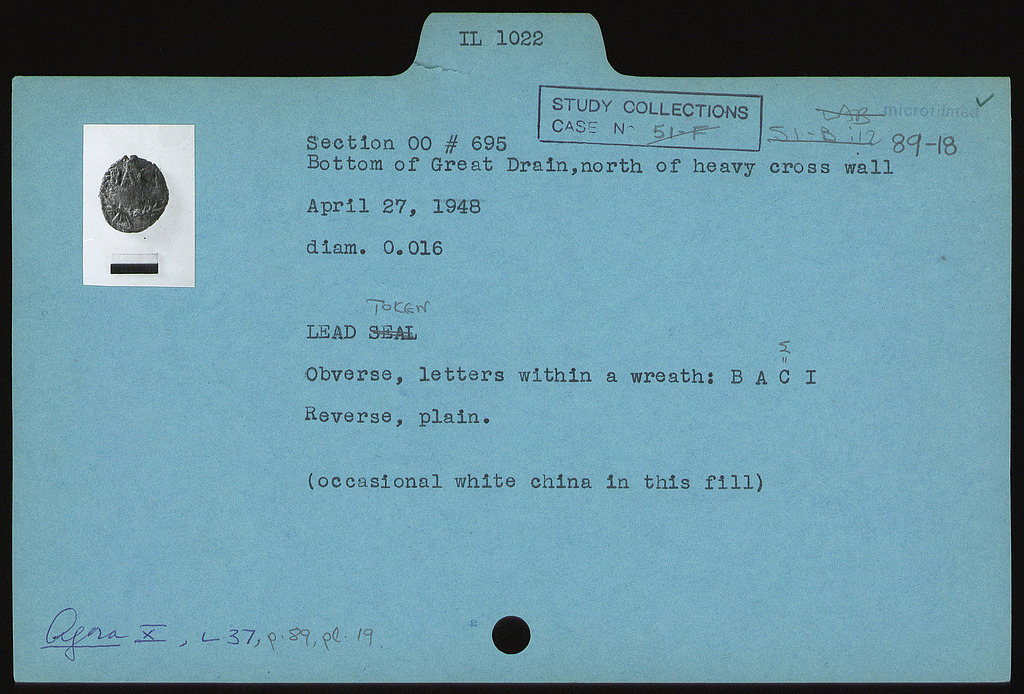 IL 1022
STUDY COLLECTIONS
CASE No 51-F
LAB
microfilmed ✓
51-B i12
89-18
Section OO # 695
Bottom of Great Drain,north of heavy cross wall
April 27, 1948
diam. 0.016
TOKEN
LEAD SEAL
Σ
"
Obverse, letters within a wreath: B A C I
Reverse, plain.
(occasional white china in this fill)
Agora X, L 37, p. 89, pl. 19.